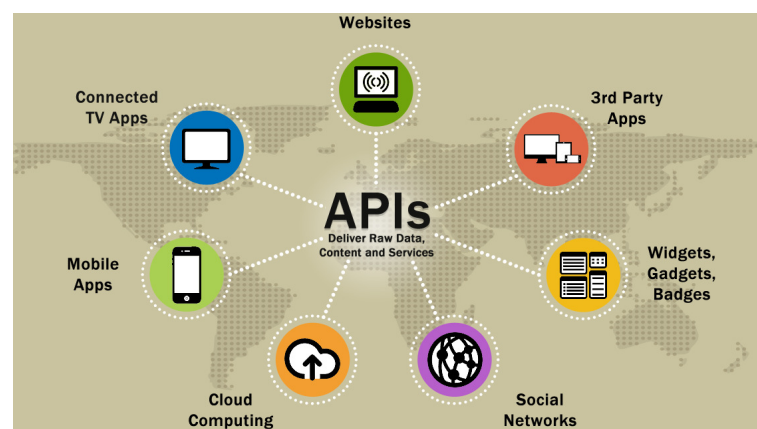 Websites
Connected
TV Apps
3rd Party
Apps
APIs
Deliver Raw Data,
Content and Services
Mobile
Apps
Widgets,
Gadgets,
Badges
Cloud
Computing
Social
Networks